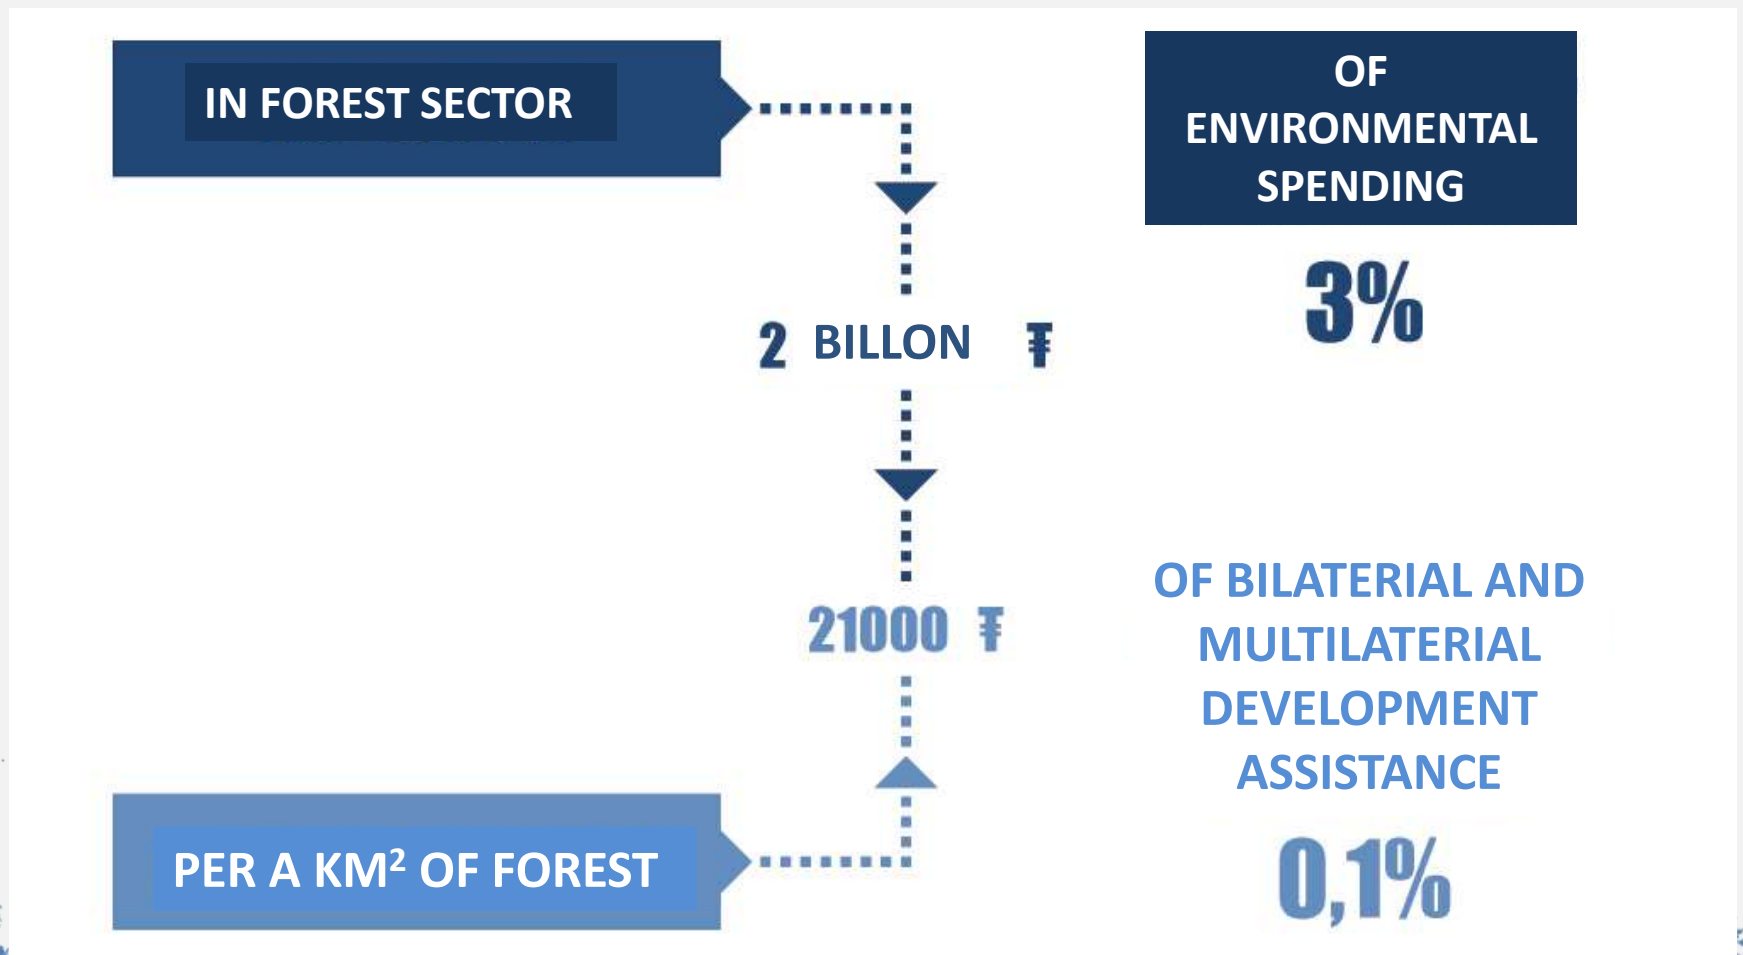 IN FOREST SECTOR
OF
ENVIRONMENTAL
SPENDING
3%
2 BILLON ₮
21000 ₮
OF BILATERIAL AND
MULTILATERIAL
DEVELOPMENT
ASSISTANCE
0,1%
PER A KM² OF FOREST